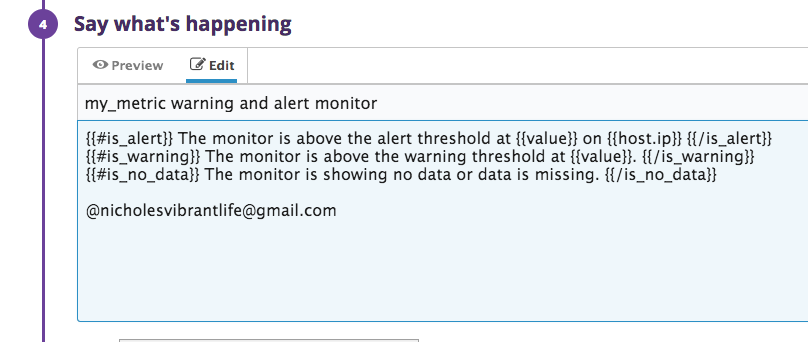 4
Say what's happening
Preview
Edit
my_metric warning and alert monitor
{{#is_alert}} The monitor is above the alert threshold at {{value}} on {{host.ip}} {{/is_alert}}
{{#is_warning}} The monitor is above the warning threshold at {{value}}. {{/is_warning}}
{{#is_no_data}} The monitor is showing no data or data is missing. {{/is_no_data}}
@nicholesvibrantlife@gmail.com